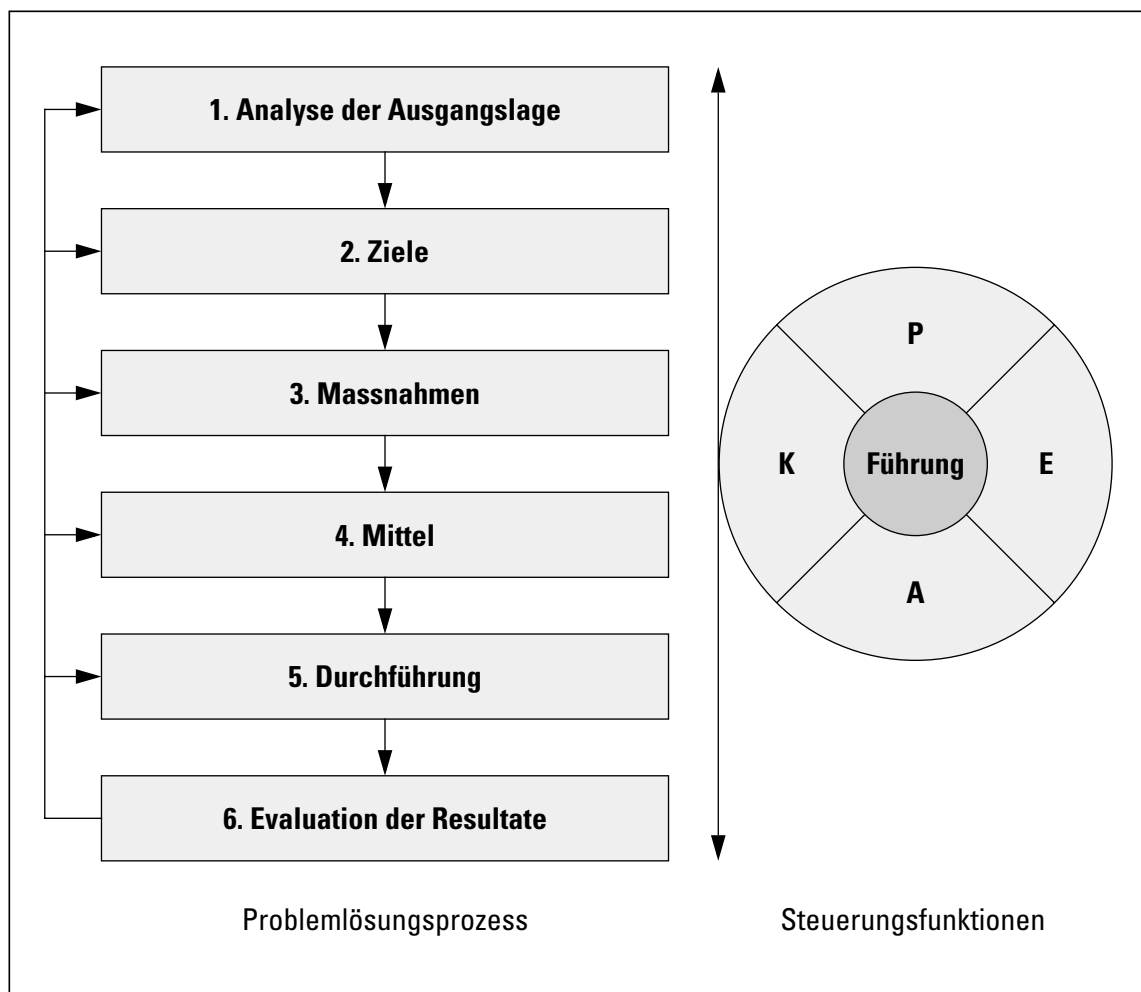 1. Analyse der Ausgangslage
2. Ziele
3. Massnahmen
4. Mittel
5. Durchführung
6. Evaluation der Resultate
Problemlösungsprozess
P
K
Führung
E
A
Steuerungsfunktionen